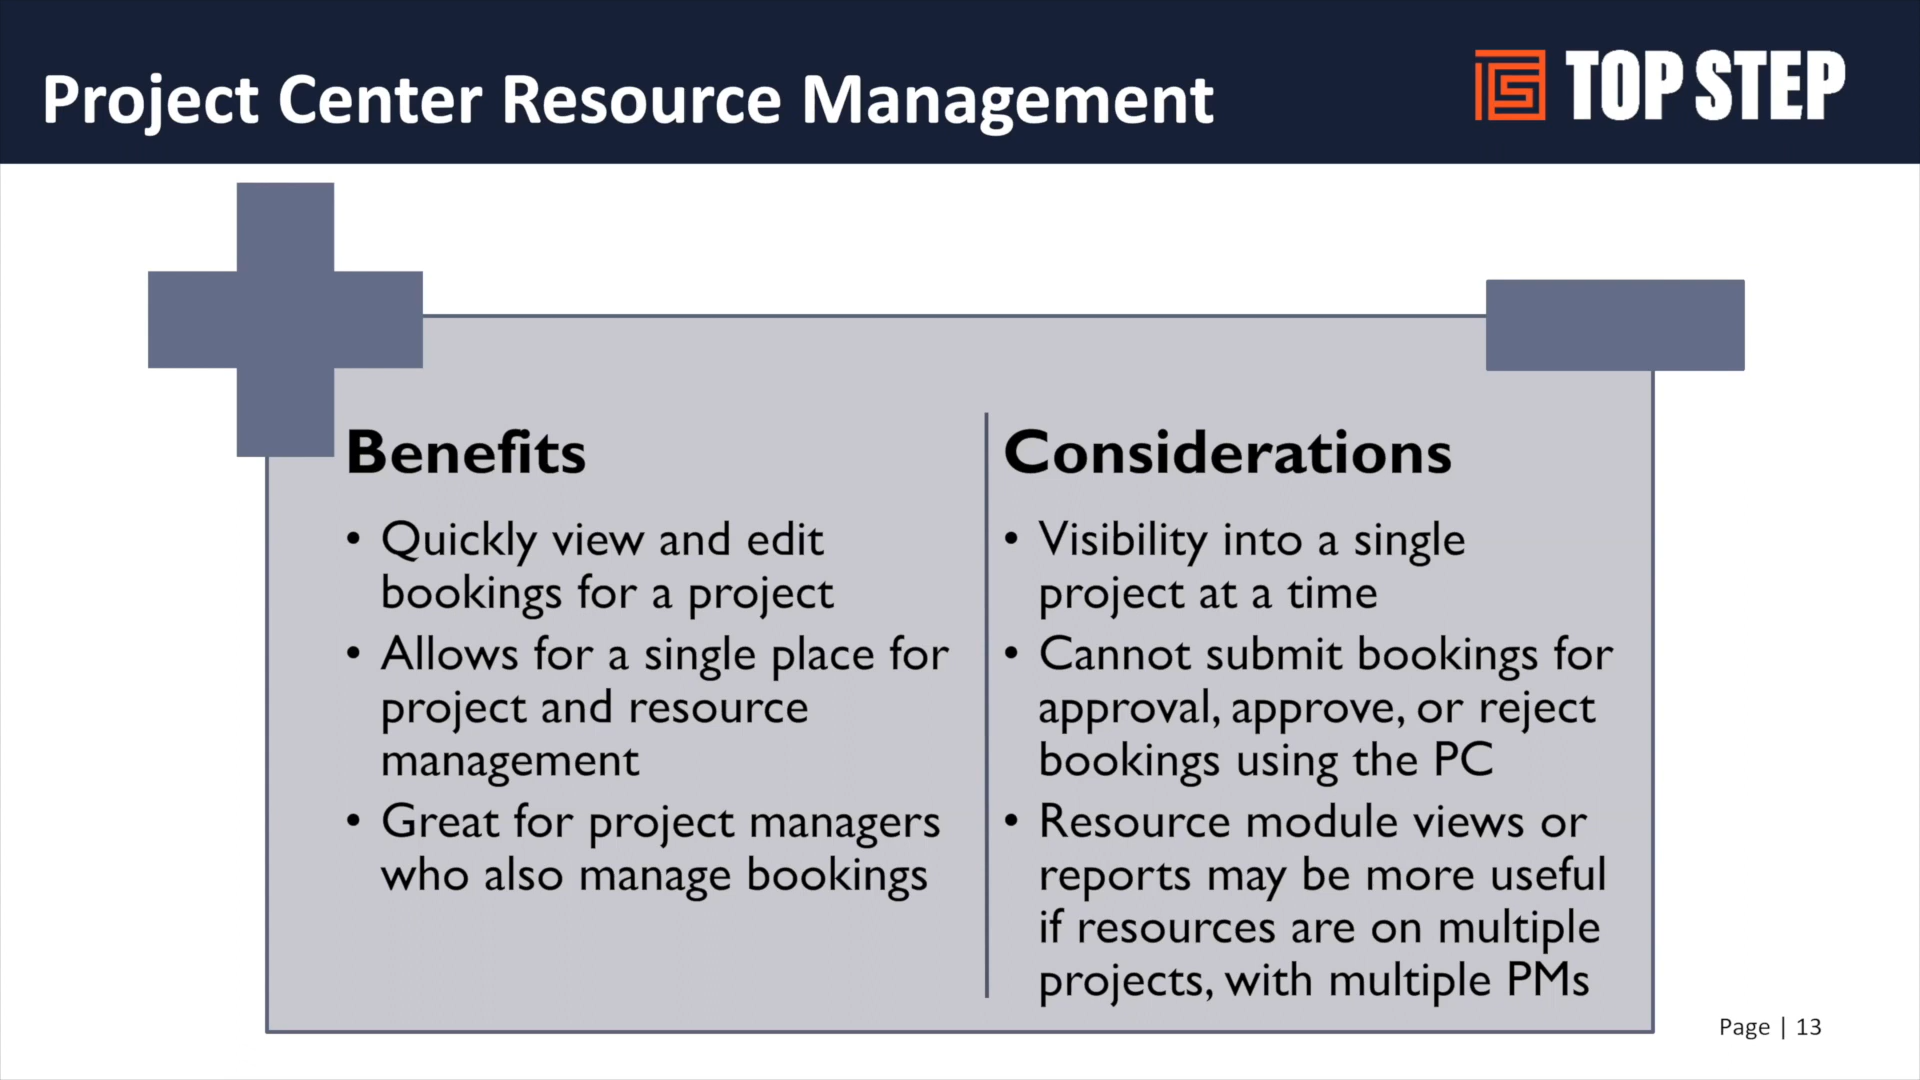 Project Center Resource Management
TOP STEP
Benefits
• Quickly view and edit
bookings for a project
• Allows for a single place for
project and resource
management
• Great for project managers
who also manage bookings
Considerations
• Visibility into a single
project at a time
• Cannot submit bookings for
approval, approve, or reject
bookings using the PC
• Resource module views or
reports may be more useful
if resources are on multiple
projects, with multiple PMs
Page | 13